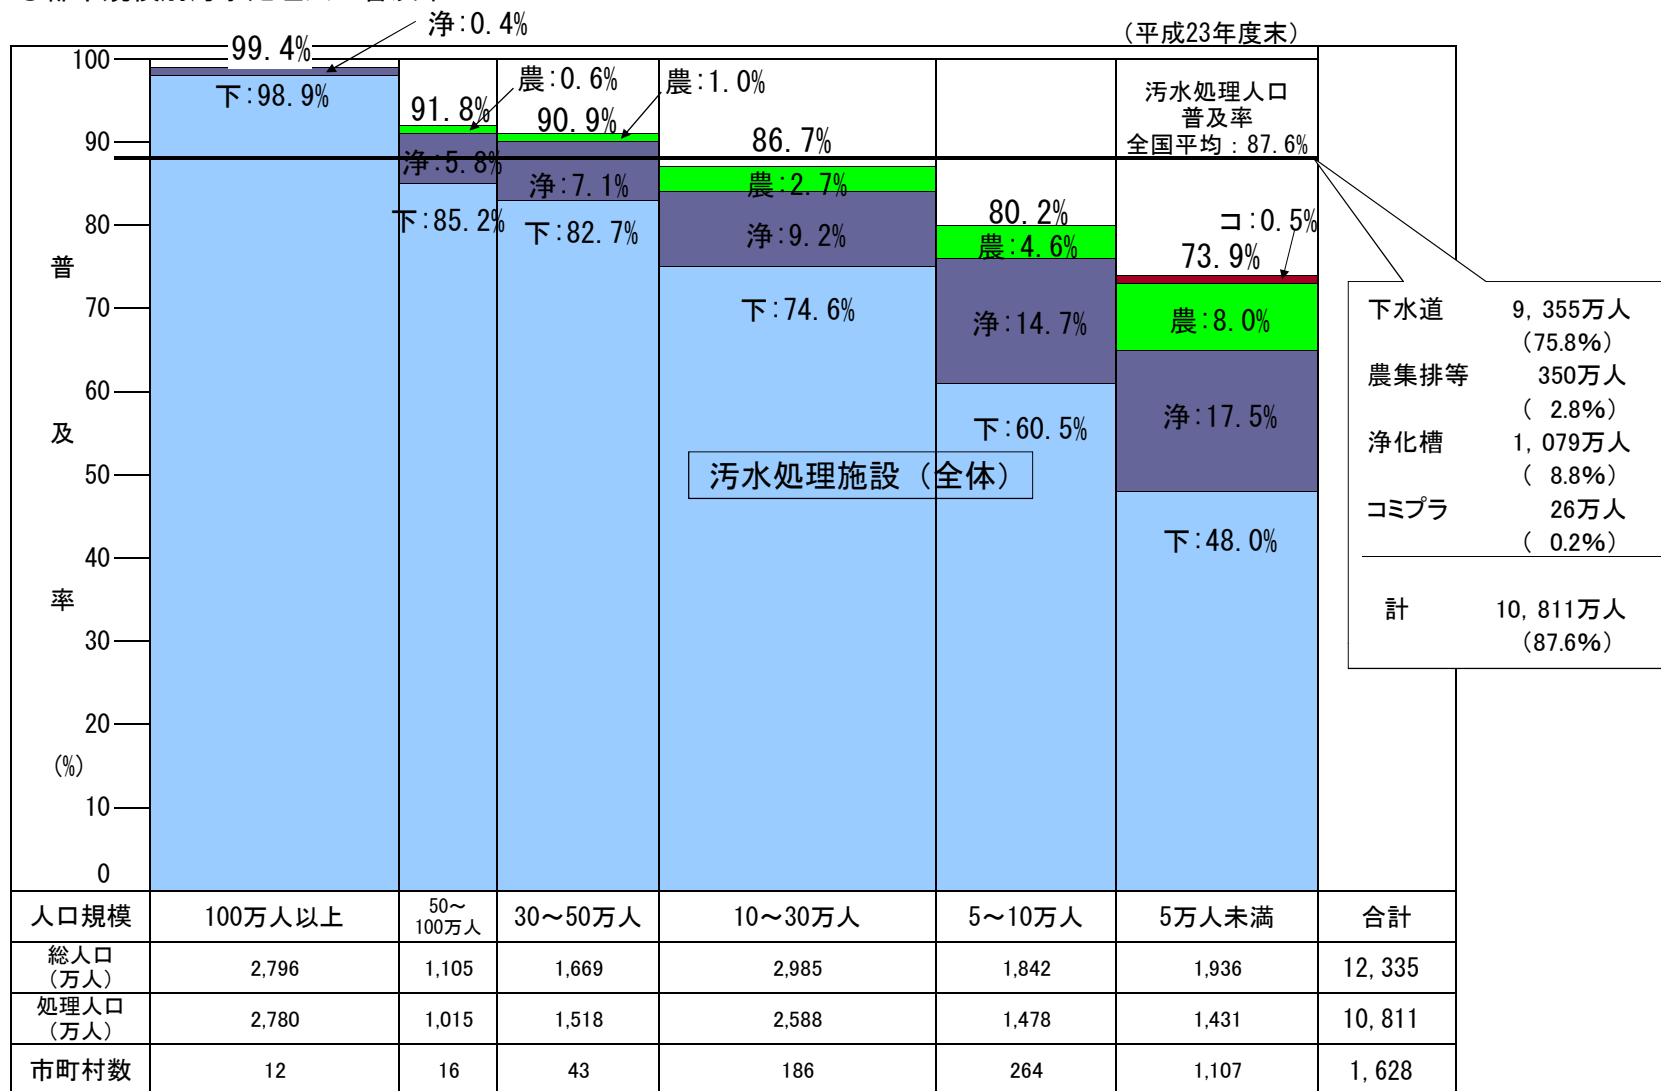 (平成23年度末)
浄:0.4%
99.4%
下:98.9%
農:0.6%
91.8%
浄:5.8%
下:85.2%
農:1.0%
90.9%
浄:7.1%
下:82.7%
86.7%
農:2.7%
浄:9.2%
下:74.6%
80.2%
農:4.6%
浄:14.7%
下:60.5%
汚水処理人口
普及率
全国平均:87.6%
コ:0.5%
73.9%
農:8.0%
浄:17.5%
下:48.0%
汚水処理施設(全体)
100
90
80
70
60
50
40
30
20
10
0
普
及
率
(%)
下水道 9,355万人
(75.8%)
農集排等 350万人
( 2.8%)
浄化槽 1,079万人
( 8.8%)
コミプラ 26万人
( 0.2%)
計 10,811万人
(87.6%)
人口規模 100万人以上 50~100万人 30~50万人 10~30万人 5~10万人 5万人未満 合計
総人口(万人) 2,796 1,105 1,669 2,985 1,842 1,936 12,335
処理人口(万人) 2,780 1,015 1,518 2,588 1,478 1,431 10,811
市町村数 12 16 43 186 264 1,107 1,628